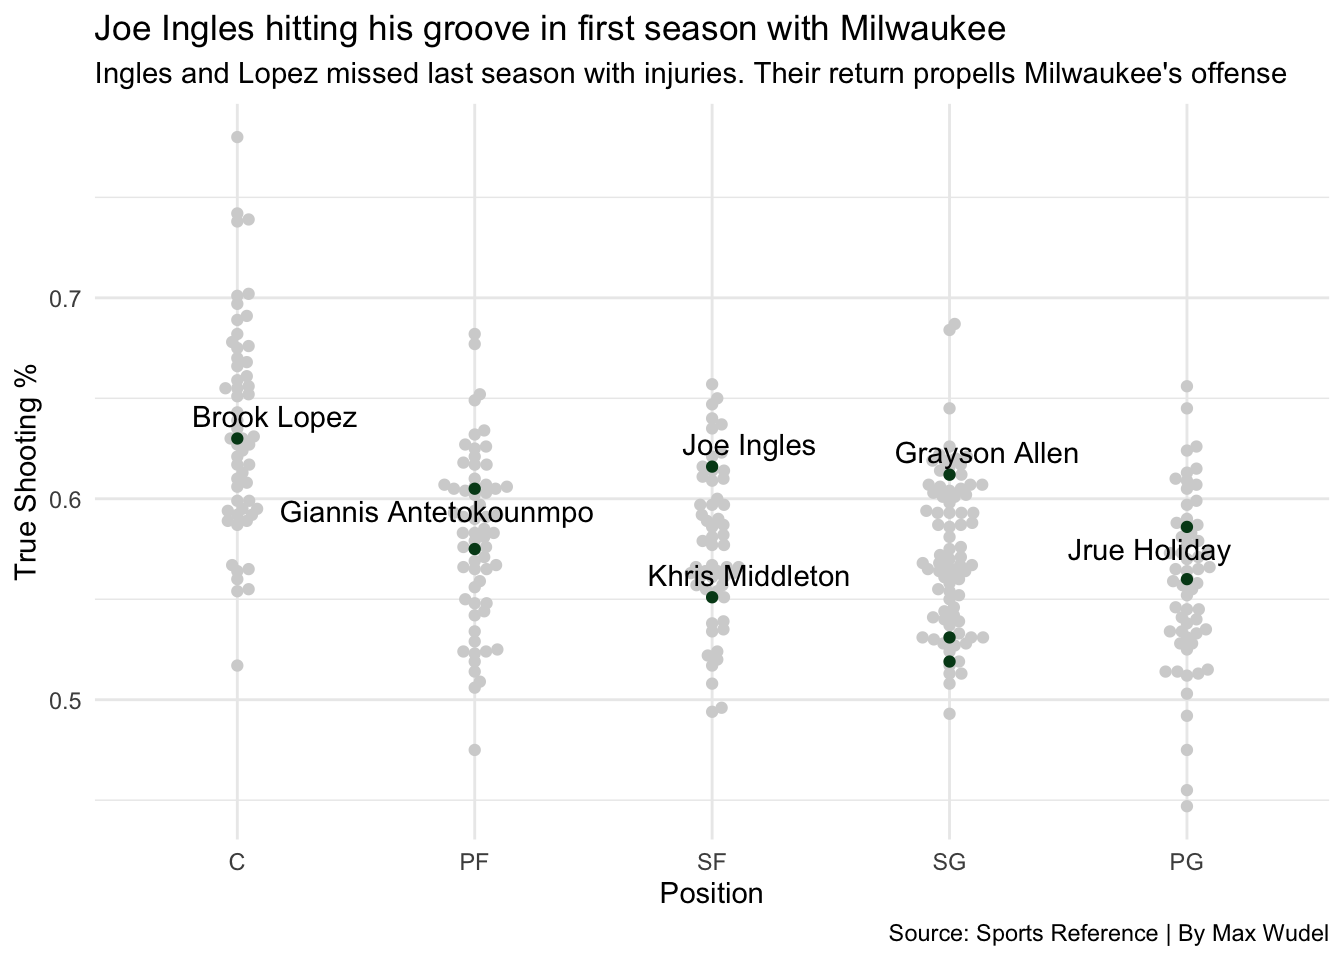 Joe Ingles hitting his groove in first season with Milwaukee
Ingles and Lopez missed last season with injuries. Their return propells Milwaukee's offense
True Shooting %
0.7
0.6
0.5
Brook Lopez
Giannis Antetokounmpo
Joe Ingles
Khris Middleton
Grayson Allen
Jrue Holiday
C PF SF SG PG
Position
Source: Sports Reference | By Max Wudel